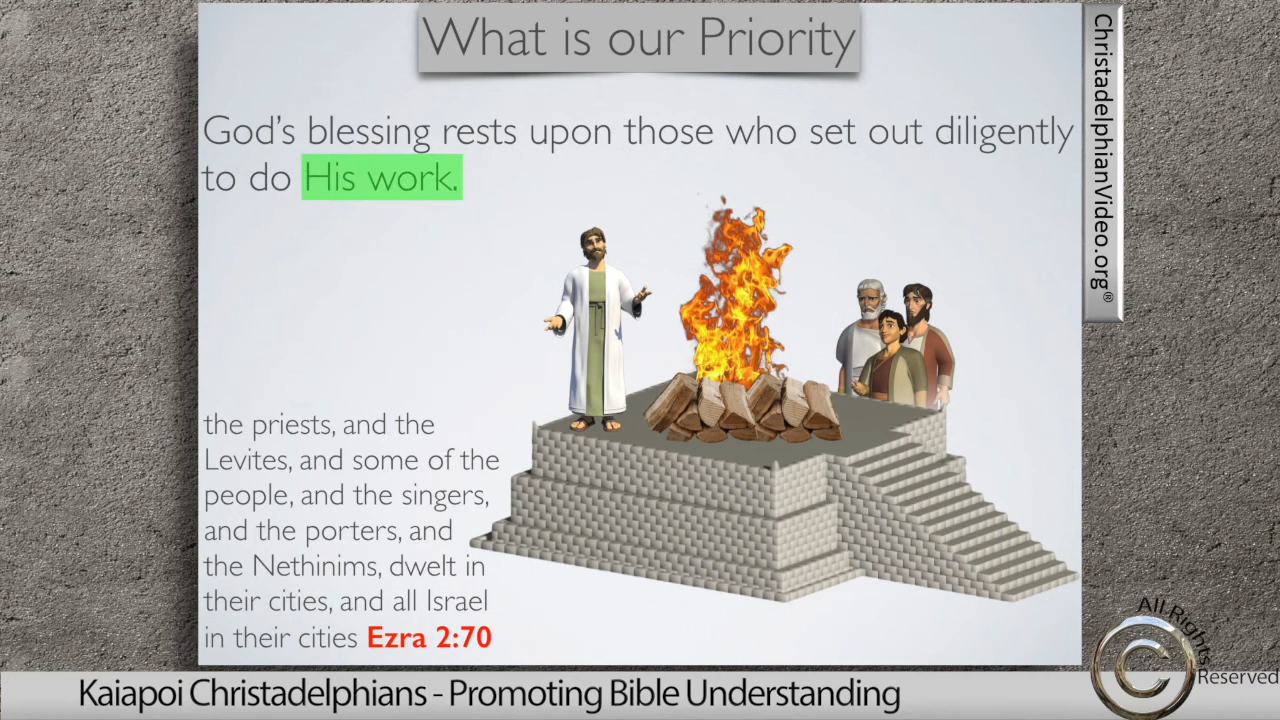 What is our Priority
God's blessing rests upon those who set out diligently
to do His work.
the priests, and the
Levites, and some of the
people, and the singers,
and the porters, and
the Nethinims, dwelt in
their cities, and all Israel
in their cities Ezra 2:70
ChristadelphianVideo.org®
All Rights
Reserved
C
Kaiapoi Christadelphians - Promoting Bible Understanding